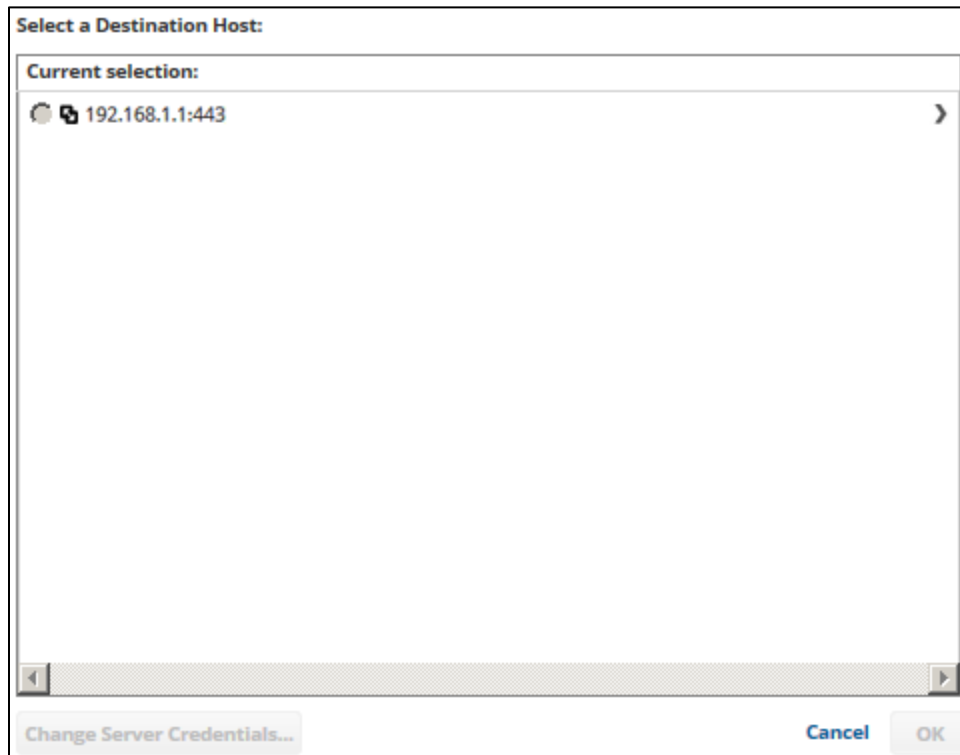 Select a Destination Host:
Current selection:
192.168.1.1:443
Change Server Credentials...
Cancel
OK